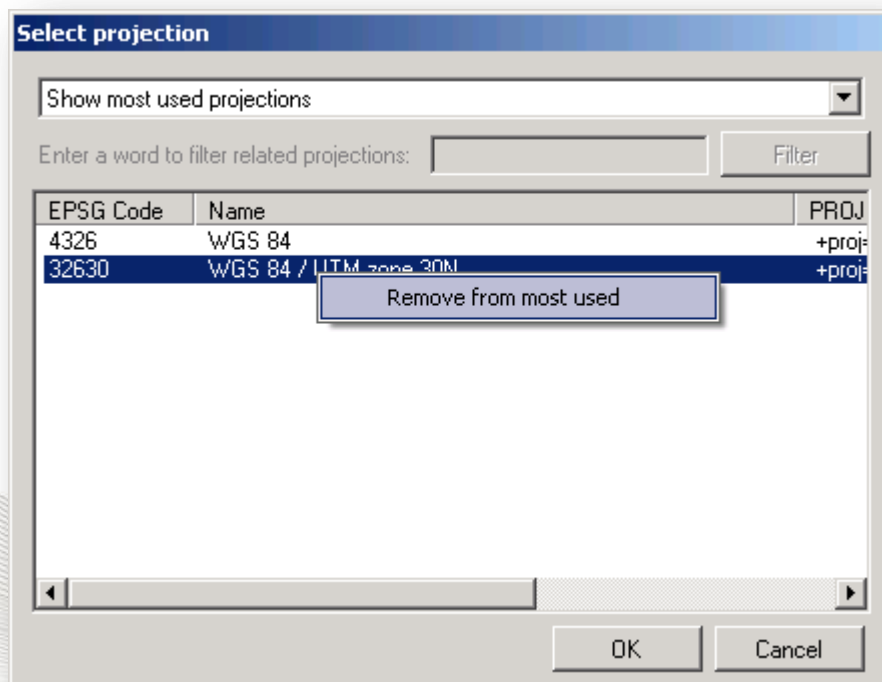 Select projection
Show most used projections
Enter a word to filter related projections:
Filter
EPSG Code Name PROJ
4326 WGS 84 +proj=
32630 WGS 84 / UTM zone 30N +proj=
Remove from most used
OK Cancel